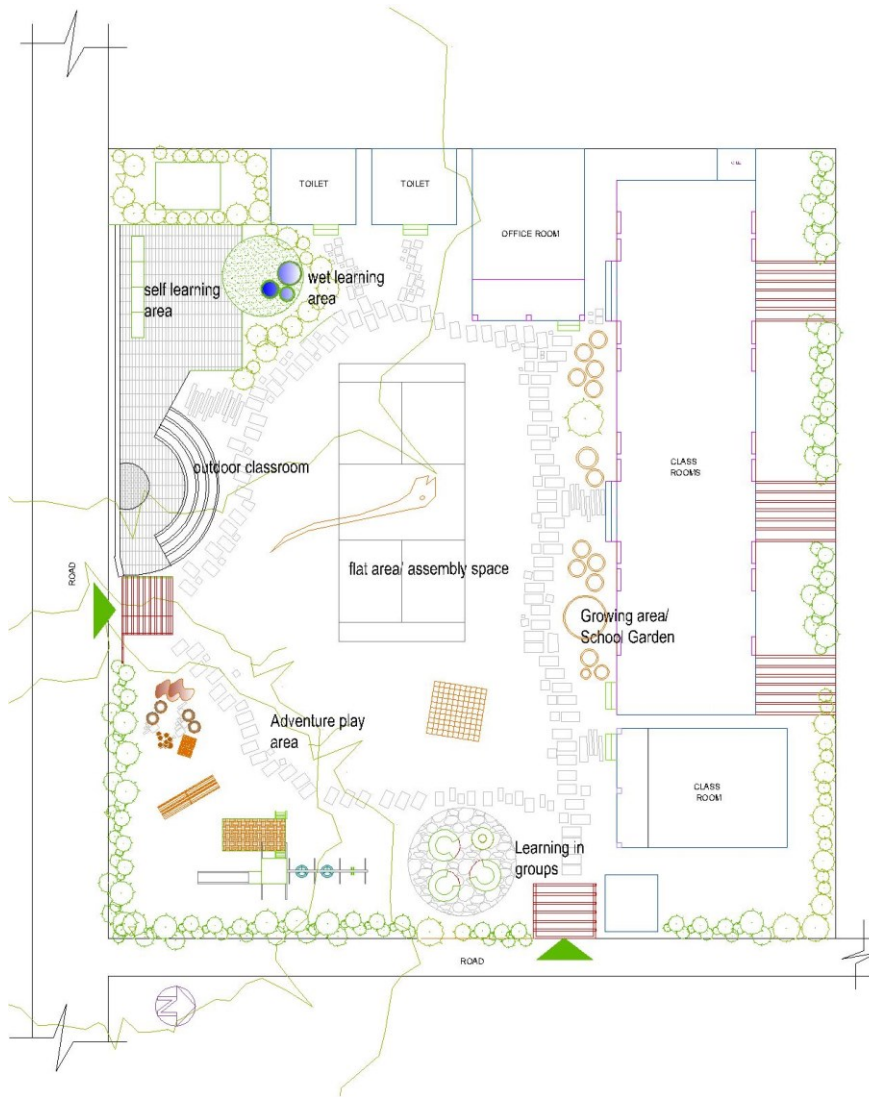 TOILET
TOILET
OFFICE ROOM
self learning
area
wet learning
area
outdoor classroom
CLASS
ROOMS
flat area/ assembly space
ROAD
Growing area/
School Garden
Adventure play
area
CLASS
ROOM
Learning in
groups
ROAD
N